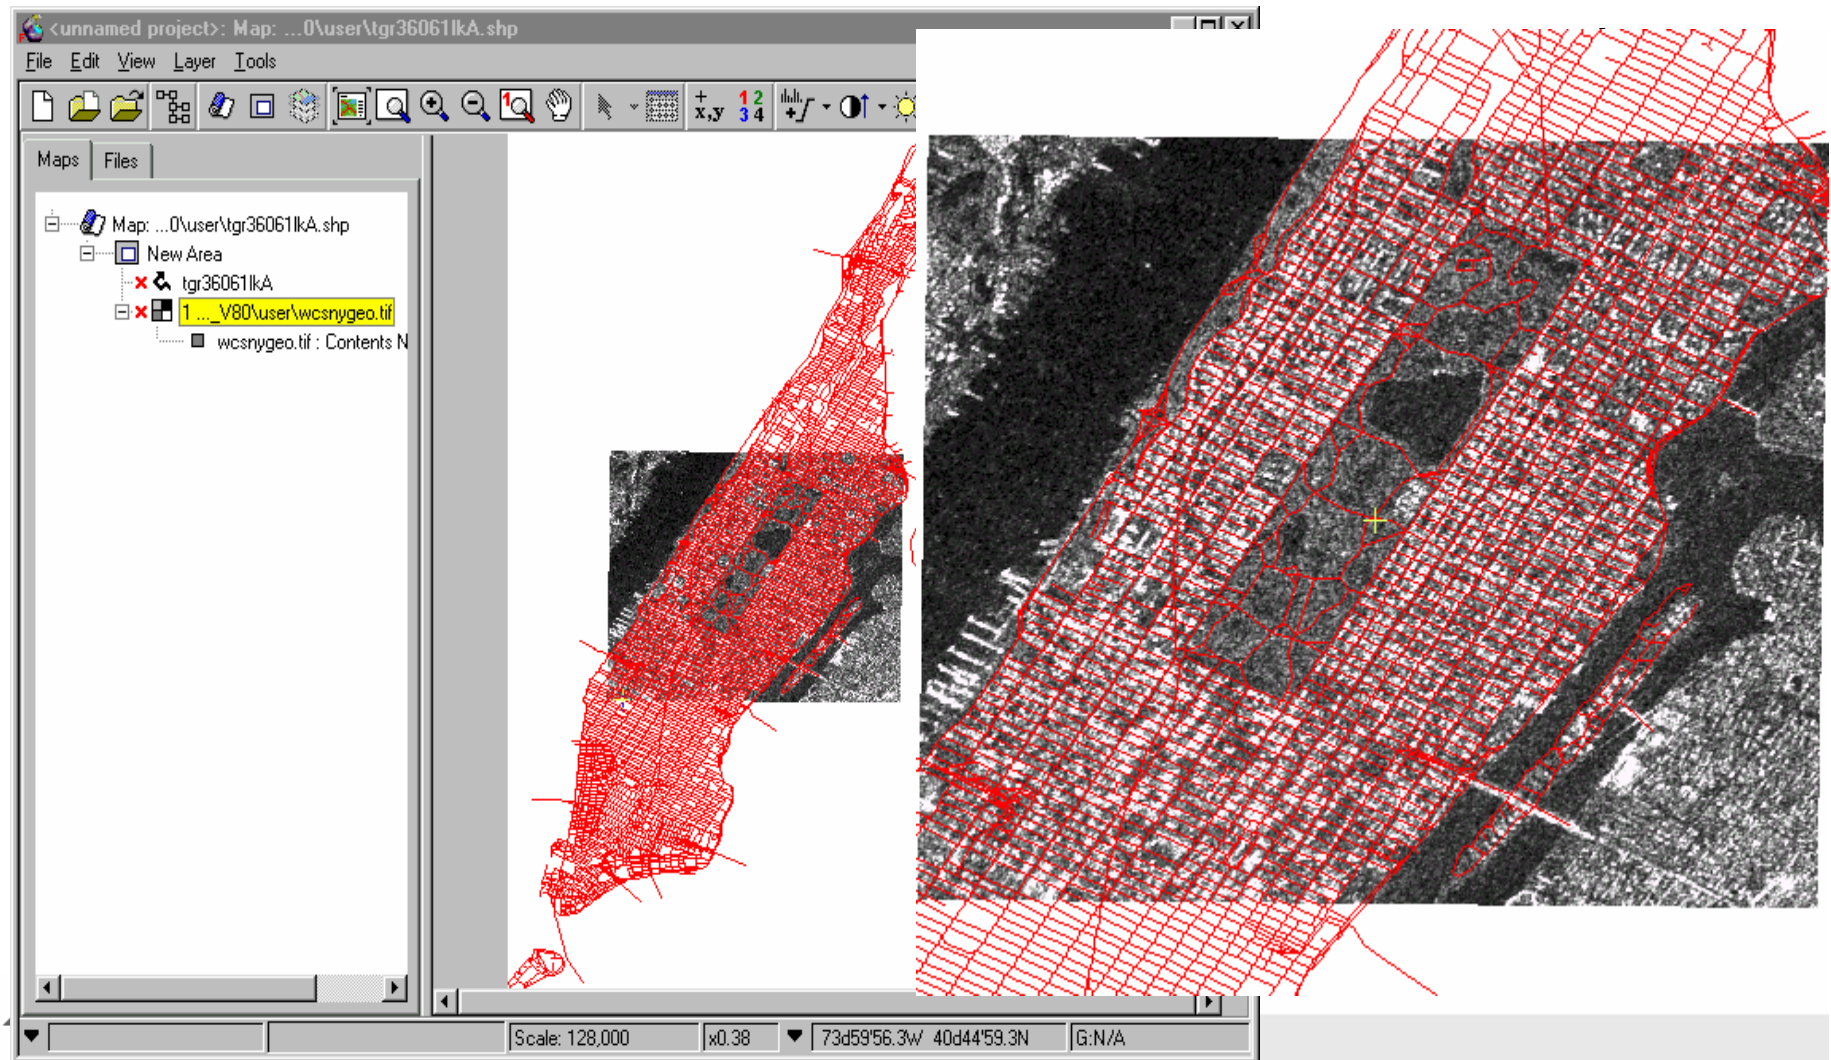 <unnamed project>: Map: ...0\user\tgr36061lkA.shp
File Edit View Layer Tools
+ x,y 1 2 3 4
Maps Files
Map: ...0\user\tgr36061lkA.shp
New Area
tgr36061lkA
1 ..._V80\user\wcsnygeo.tif
wcsnygeo.tif : Contents N
Scale: 128,000 x0.38 73d59'56.3W 40d44'59.3N G:N/A